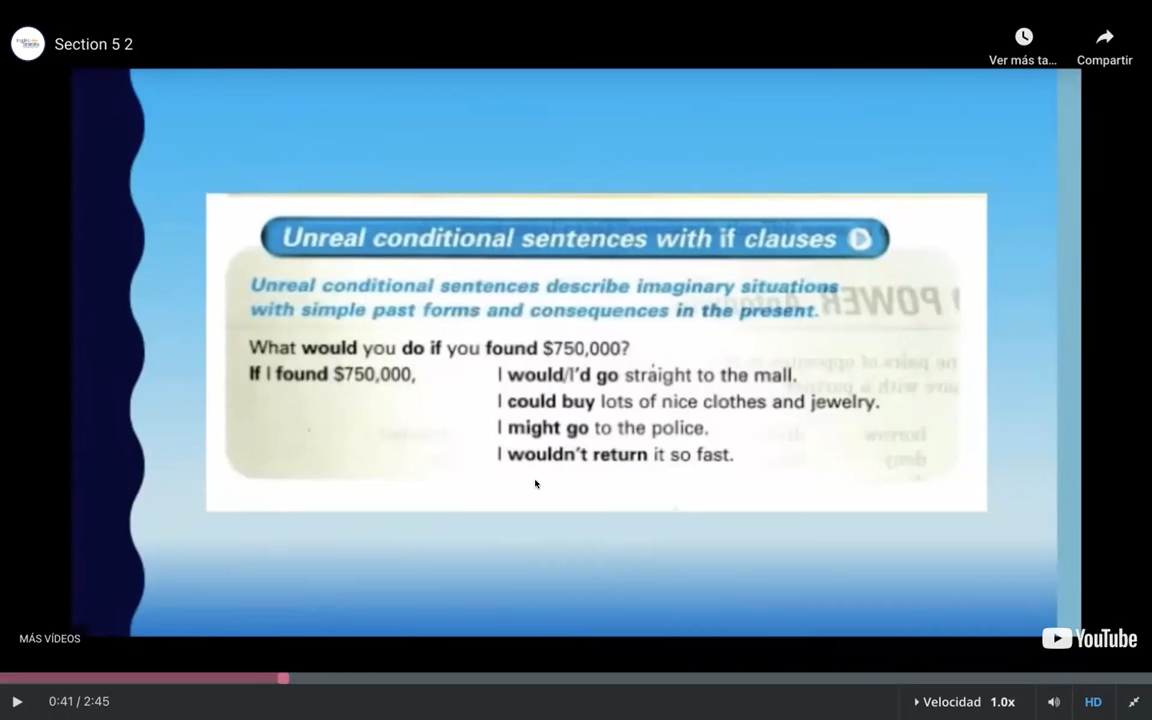 Section 5 2
Ver más ta...
Compartir
Unreal conditional sentences with if clauses
Unreal conditional sentences describe imaginary situations
with simple past forms and consequences in the present.
POWER
What would you do if you found $750,000?
If I found $750,000, I would/I'd go straight to the mall.
I could buy lots of nice clothes and jewelry.
I might go to the police.
I wouldn't return it so fast.
borrow
deny
MÁS VÍDEOS
YouTube
0:41 / 2:45
Velocidad 1.0x
HD